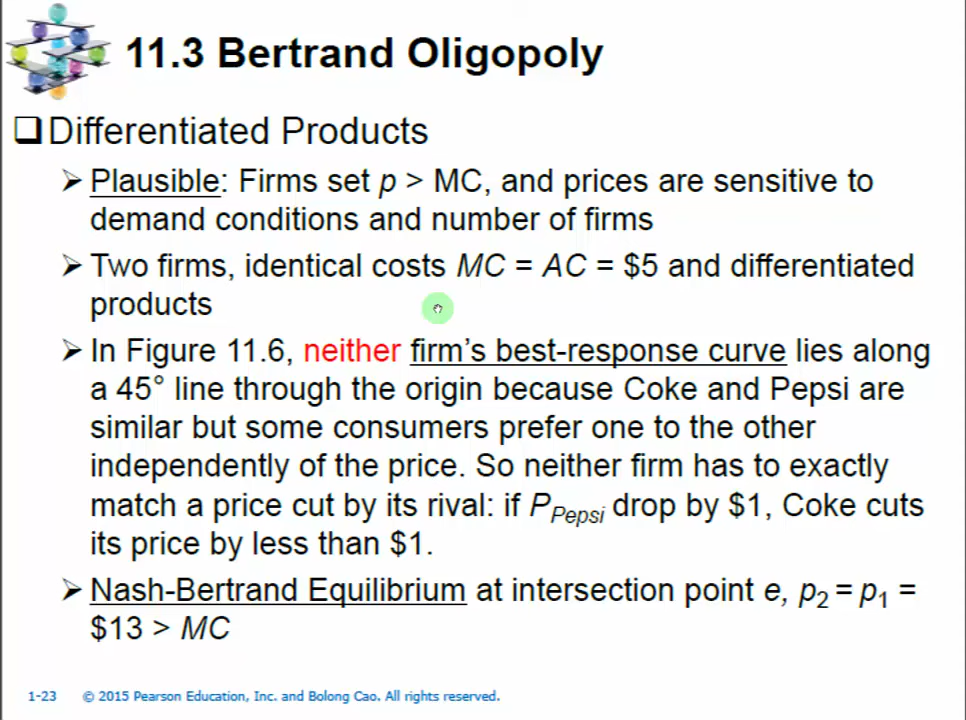 11.3 Bertrand Oligopoly
❑Differentiated Products
➢ Plausible: Firms set p > MC, and prices are sensitive to
demand conditions and number of firms
➢ Two firms, identical costs MC = AC = $5 and differentiated
products
➢ In Figure 11.6, neither firm's best-response curve lies along
a 45° line through the origin because Coke and Pepsi are
similar but some consumers prefer one to the other
independently of the price. So neither firm has to exactly
match a price cut by its rival: if P_Pepsi drop by $1, Coke cuts
its price by less than $1.
➢ Nash-Bertrand Equilibrium at intersection point e, p₂ = p₁ =
$13 > MC
1-23 © 2015 Pearson Education, Inc. and Bolong Cao. All rights reserved.